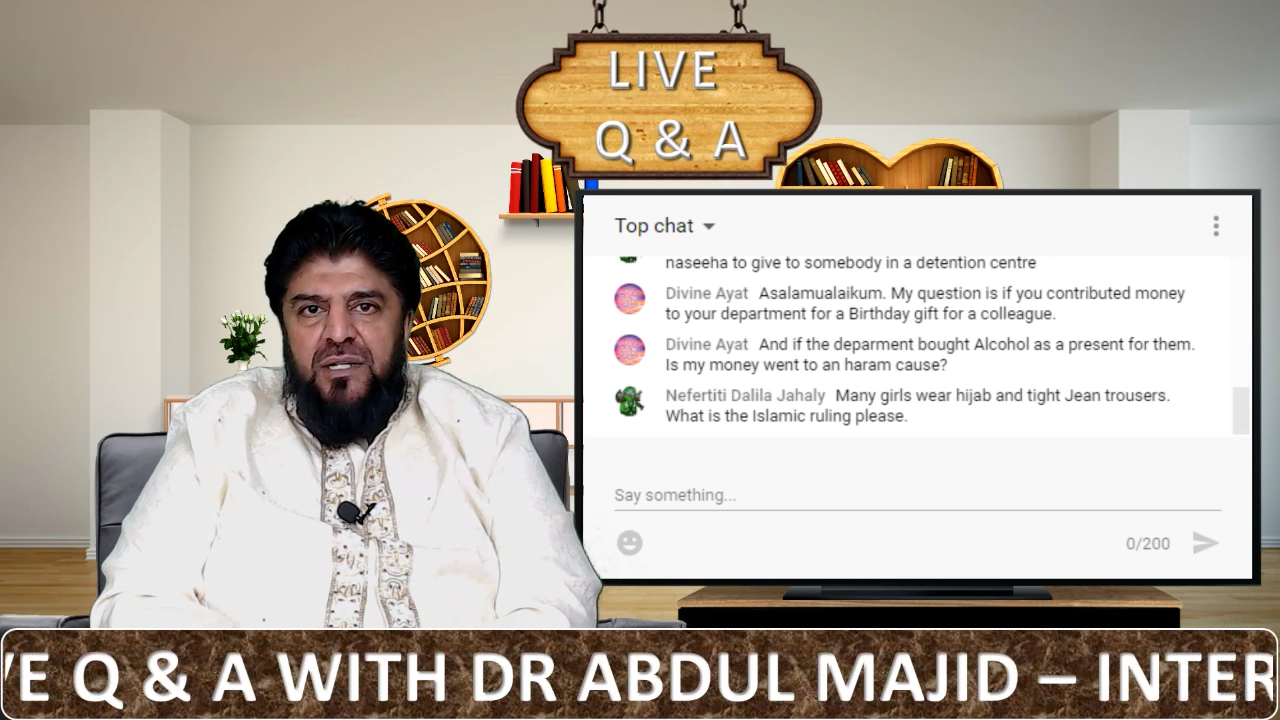 LIVE
Q & A
Top chat
naseeha to give to somebody in a detention centre
Divine Ayat Asalamualaikum. My question is if you contributed money
to your department for a Birthday gift for a colleague.
Divine Ayat And if the deparment bought Alcohol as a present for them.
Is my money went to an haram cause?
Nefertiti Dalila Jahaly Many girls wear hijab and tight Jean trousers.
What is the Islamic ruling please.
Say something...
0/200
E Q & A WITH DR ABDUL MAJID – INTER